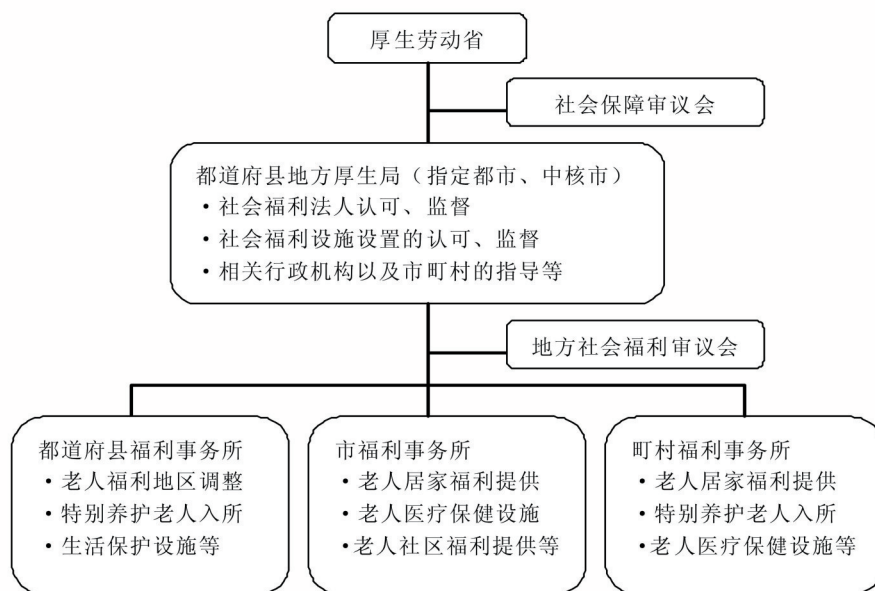 厚生劳动省
社会保障审议会
都道府县地方厚生局（指定都市、中核市）
・社会福利法人认可、监督
・社会福利设施设置的认可、监督
・相关行政机构以及市町村的指导等
地方社会福利审议会
都道府县福利事务所
・老人福利地区调整
・特别养护老人入所
・生活保护设施等
市福利事务所
・老人居家福利提供
・老人医疗保健设施
・老人社区福利提供等
町村福利事务所
・老人居家福利提供
・特别养护老人入所
・老人医疗保健设施等